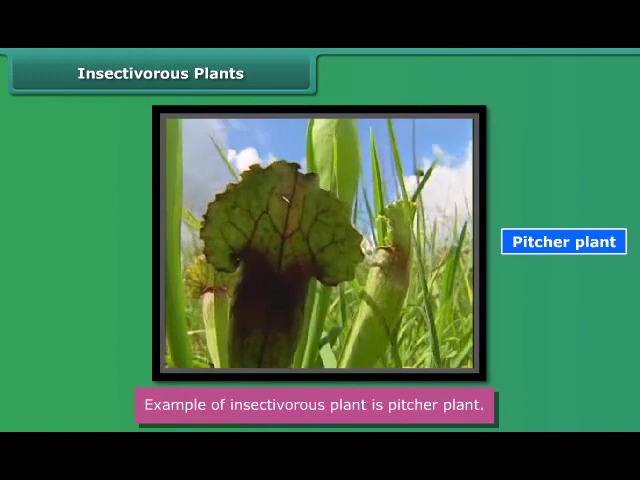 Insectivorous Plants
Pitcher plant
Example of insectivorous plant is pitcher plant.